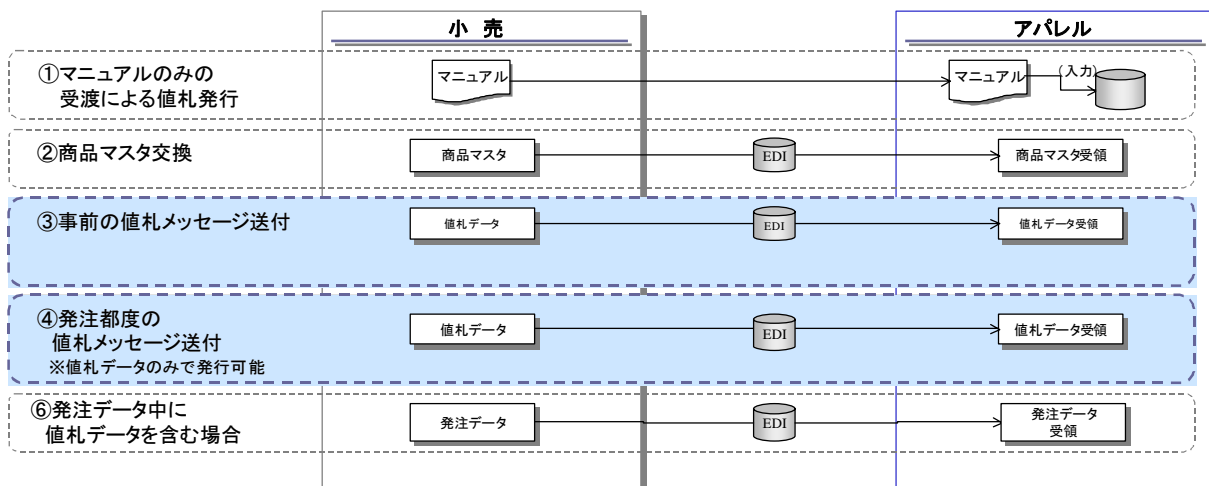 小 売
アパレル
①マニュアルのみの
受渡による値札発行
マニュアル
マニュアル
(入力)
②商品マスタ交換
商品マスタ
EDI
商品マスタ受領
③事前の値札メッセージ送付
値札データ
EDI
値札データ受領
④発注都度の
値札メッセージ送付
※値札データのみで発行可能
値札データ
EDI
値札データ受領
⑥発注データ中に
値札データを含む場合
発注データ
EDI
発注データ
受領